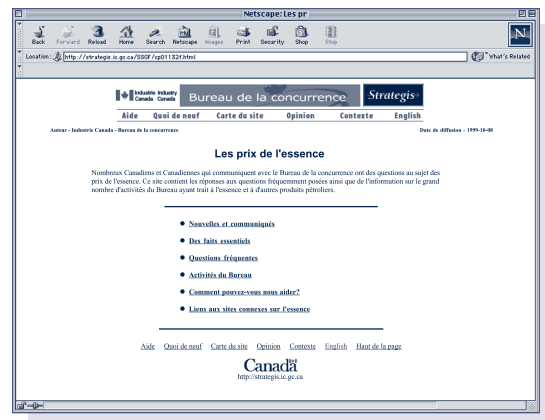 Netscape: Les pr
Back Forward Reload Home Search Netscape Images Print Security Shop Stop
N
Location: http://strategis.ic.gc.ca/SSGF/cp01132f.html What's Related
Industrie Industry
Canada Canada
Bureau de la concurrence
Strategis
Aide Quoi de neuf Carte du site Opinion Contexte English
Auteur - Industrie Canada - Bureau de la concurrence Date de diffusion - 1999-10-08
Les prix de l'essence
Nombreux Canadiens et Canadiennes qui communiquent avec le Bureau de la concurrence ont des questions au sujet des
prix de l'essence. Ce site contient les réponses aux questions fréquemment posées ainsi que de l'information sur le grand
nombre d'activités du Bureau ayant trait à l'essence et à d'autres produits pétroliers.
Nouvelles et communiqués
Des faits essentiels
Questions fréquentes
Activités du Bureau
Comment pouvez-vous nous aider?
Liens aux sites connexes sur l'essence
Aide Quoi de neuf Carte du site Opinion Contexte English Haut de la page
Canada
http://strategis.ic.gc.ca